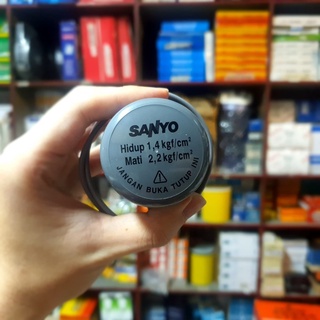 SANYO
Hidup 1,4 kgf/cm²
Mati 2,2 kgf/cm²
JANGAN BUKA TUTUP INI